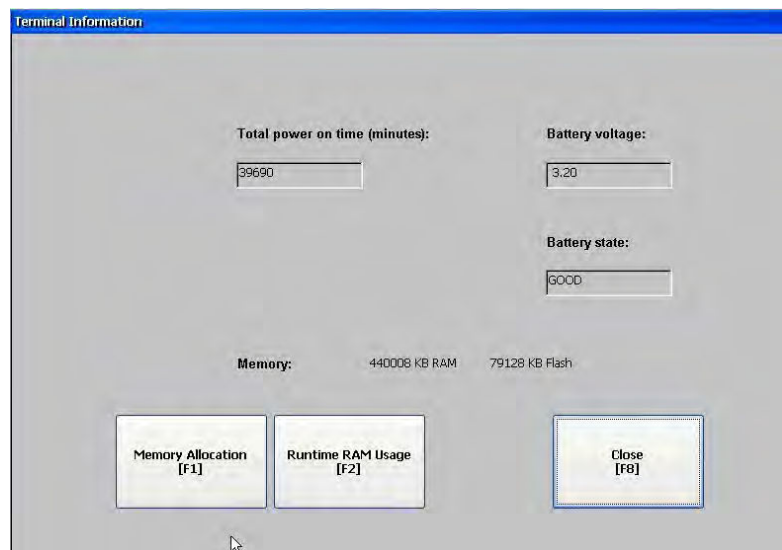 Terminal Information
Total power on time (minutes): Battery voltage:
39690 3.20
Battery state:
GOOD
Memory: 440008 KB RAM 79128 KB Flash
Memory Allocation Runtime RAM Usage Close
[F1] [F2] [F8]